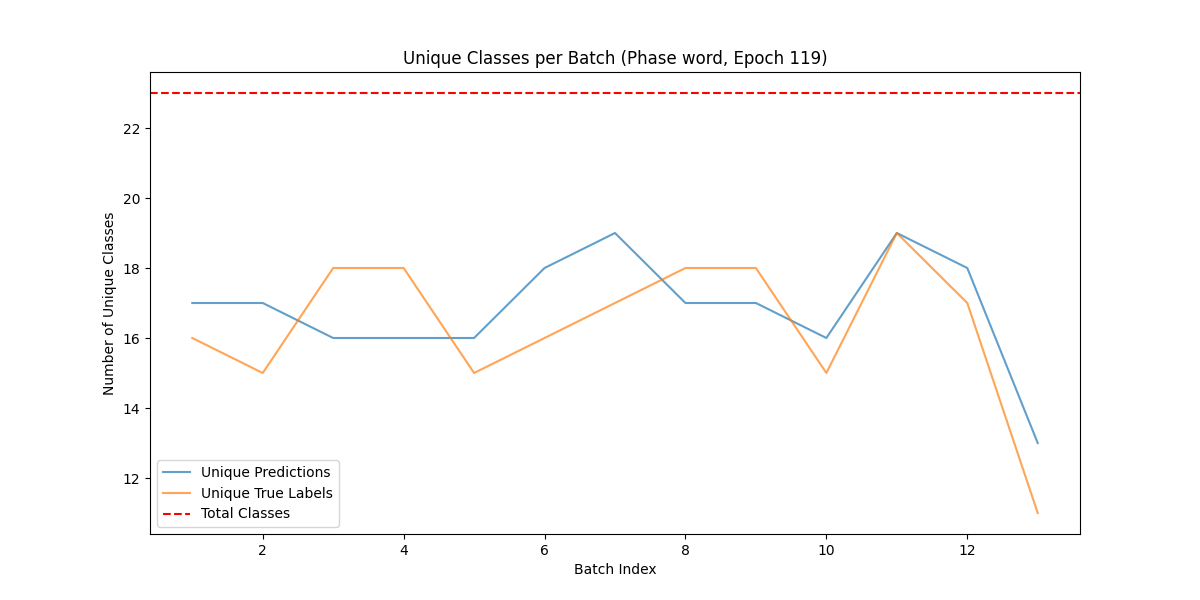 Unique Classes per Batch (Phase word, Epoch 119)
Number of Unique Classes
22
20
18
16
14
12
Unique Predictions
Unique True Labels
Total Classes
2 4 6 8 10 12
Batch Index